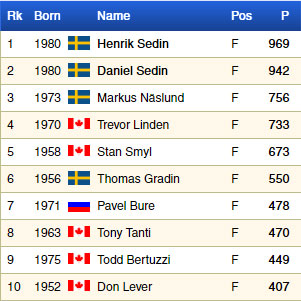 Rk Born Name Pos P
1 1980 Henrik Sedin F 969
2 1980 Daniel Sedin F 942
3 1973 Markus Näslund F 756
4 1970 Trevor Linden F 733
5 1958 Stan Smyl F 673
6 1956 Thomas Gradin F 550
7 1971 Pavel Bure F 478
8 1963 Tony Tanti F 470
9 1975 Todd Bertuzzi F 449
10 1952 Don Lever F 407